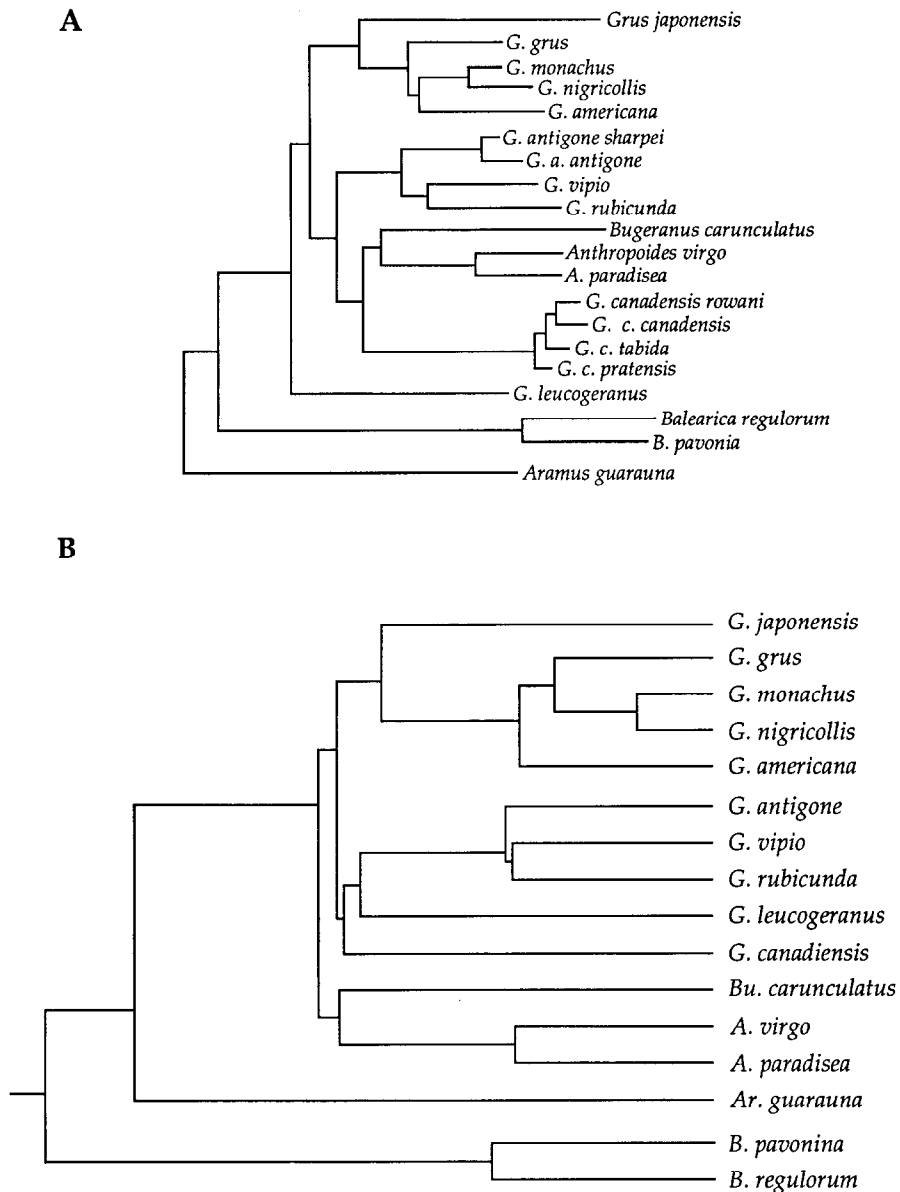 A
Grus japonensis
G. grus
G. monachus
G. nigricollis
G. americana
G. antigone sharpei
G. a. antigone
G. vipio
G. rubicunda
Bugeranus carunculatus
Anthropoides virgo
A. paradisea
G. canadensis rowani
G. c. canadensis
G. c. tabida
G. c. pratensis
G. leucogeranus
Balearica regulorum
B. pavonia
Aramus guarauna
B
G. japonensis
G. grus
G. monachus
G. nigricollis
G. americana
G. antigone
G. vipio
G. rubicunda
G. leucogeranus
G. canadiensis
Bu. carunculatus
A. virgo
A. paradisea
Ar. guarauna
B. pavonina
B. regulorum